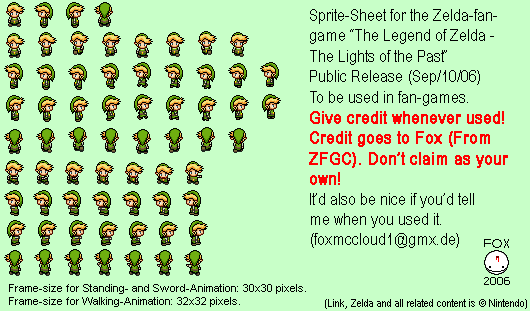 Sprite-Sheet for the Zelda-fan-
game "The Legend of Zelda -
The Lights of the Past"
Public Release (Sep/10/06)
To be used in fan-games.
Give credit whenever used!
Credit goes to Fox (From
ZFGC). Don't claim as your
own!
It'd also be nice if you'd tell
me when you used it.
(foxmccloud1@gmx.de)
FOX
2006
Frame-size for Standing- and Sword-Animation: 30x30 pixels.
Frame-size for Walking-Animation: 32x32 pixels.
(Link, Zelda and all related content is © Nintendo)